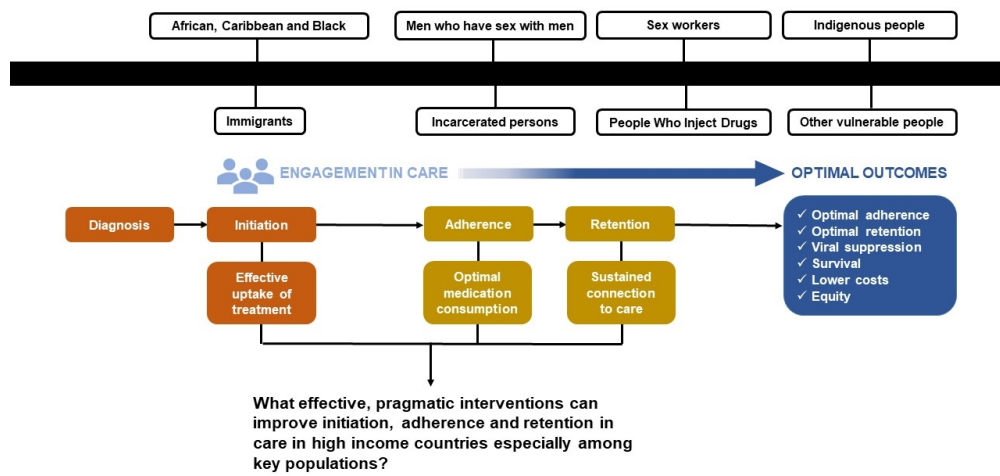 African, Caribbean and Black
Men who have sex with men
Sex workers
Indigenous people
Immigrants
Incarcerated persons
People Who Inject Drugs
Other vulnerable people
ENGAGEMENT IN CARE
OPTIMAL OUTCOMES
Diagnosis
Initiation
Adherence
Retention
✓ Optimal adherence
✓ Optimal retention
✓ Viral suppression
✓ Survival
✓ Lower costs
✓ Equity
Effective
uptake of
treatment
Optimal
medication
consumption
Sustained
connection
to care
What effective, pragmatic interventions can
improve initiation, adherence and retention in
care in high income countries especially among
key populations?